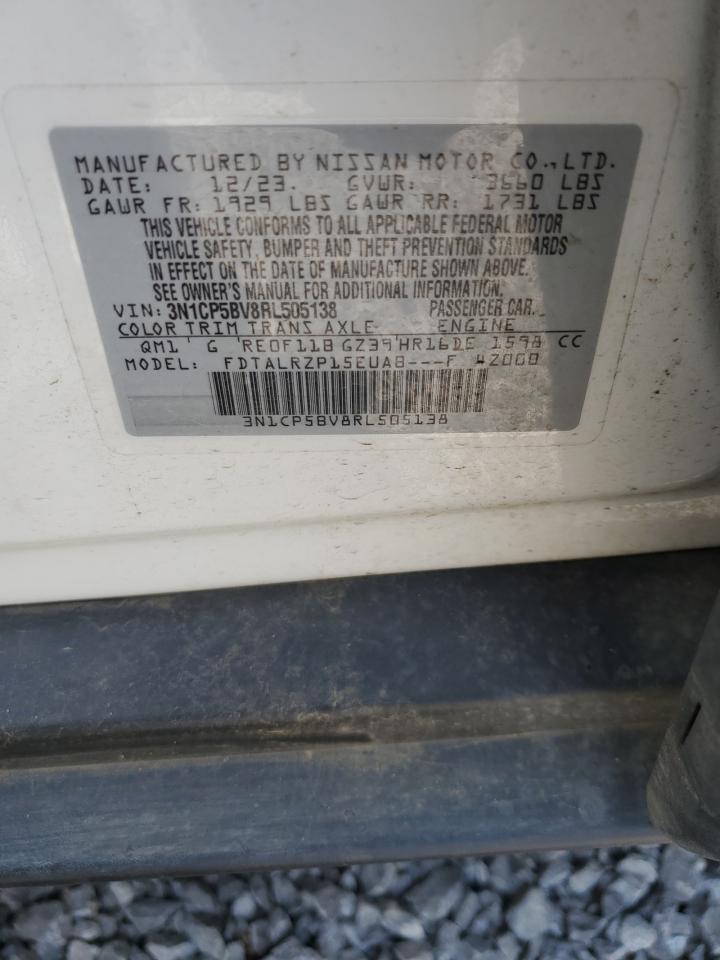 MANUFACTURED BY NISSAN MOTOR CO., LTD.
DATE: 12/23. GVWR: 3660 LBS
GAWR FR: 1929 LBS GAWR RR: 1731 LBS
THIS VEHICLE CONFORMS TO ALL APPLICABLE FEDERAL MOTOR
VEHICLE SAFETY, BUMPER AND THEFT PREVENTION STANDARDS
IN EFFECT ON THE DATE OF MANUFACTURE SHOWN ABOVE.
SEE OWNER'S MANUAL FOR ADDITIONAL INFORMATION.
VIN: 3N1CP5BV8RL505138 PASSENGER CAR.
COLOR TRIM TRANS AXLE ENGINE
QM1 G RE0F11B GZ39 HR16DE 1598 CC
MODEL: FDTALRZP15EUA8---F 42000
3N1CP5BV8RL505138